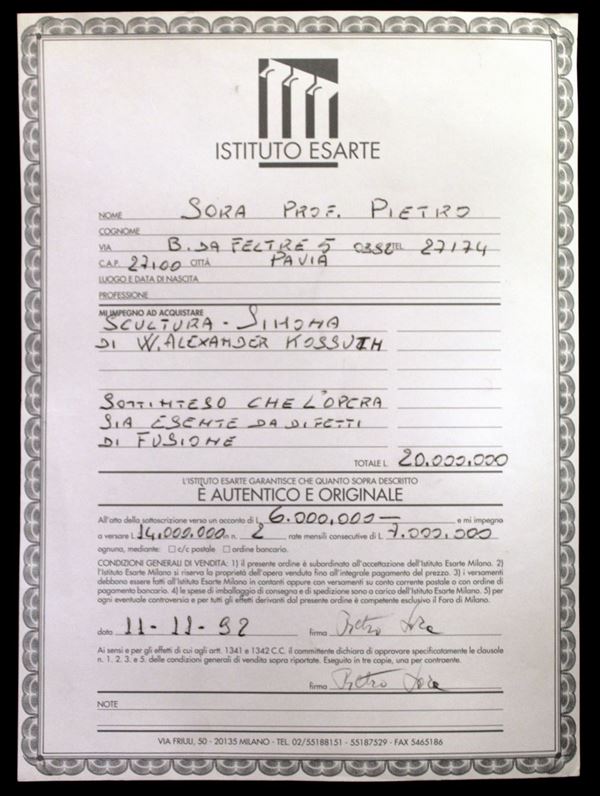 ISTITUTO ESARTE
NOME SORA PROF. PIETRO
COGNOME
VIA B. DA FELTRE 5 0382 TEL. 27174
C.A.P. 27100 CITTÀ PAVIA
LUOGO E DATA DI NASCITA
PROFESSIONE
MI IMPEGNO AD ACQUISTARE
SCULTURA - SIMONA
DI W. ALEXANDER KOSSUTH
SOTTINTESO CHE L'OPERA
SIA ESENTE DA DIFETTI
DI FUSIONE
TOTALE L. 20.000.000
L'ISTITUTO ESARTE GARANTISCE CHE QUANTO SOPRA DESCRITTO
È AUTENTICO E ORIGINALE
All'atto della sottoscrizione verso un acconto di L. 6.000,000 — e mi impegno
a versare L. 14.000.000 in n. 2 rate mensili consecutive di L. 7.000,000
ognuna, mediante: ☐ c/c postale ☐ ordine bancario.
CONDIZIONI GENERALI DI VENDITA: 1) il presente ordine è subordinato all'accettazione dell'Istituto Esarte Milano. 2)
l'Istituto Esarte Milano si riserva la proprietà dell'opera venduta fino all'integrale pagamento del prezzo. 3) i versamenti
debbono essere fatti all'Istituto Esarte Milano in contanti oppure con versamenti su conto corrente postale o con ordine di
pagamento bancario. 4) le spese di imballaggio di consegna e di spedizione sono a carico dell'Istituto Esarte Milano. 5) per
ogni eventuale controversia e per tutti gli effetti derivanti dal presente ordine è competente esclusivo il Foro di Milano.
data 11-11-92 firma Pietro Sora
Ai sensi e per gli effetti di cui agli artt. 1341 e 1342 C.C. il committente dichiara di approvare specificatamente le clausole
n. 1. 2. 3. e 5. delle condizioni generali di vendita sopra riportate. Eseguito in tre copie, una per contraente.
firma Pietro Sora
NOTE
VIA FRIULI, 50 - 20135 MILANO - TEL. 02/55188151 - 55187529 - FAX 5465186